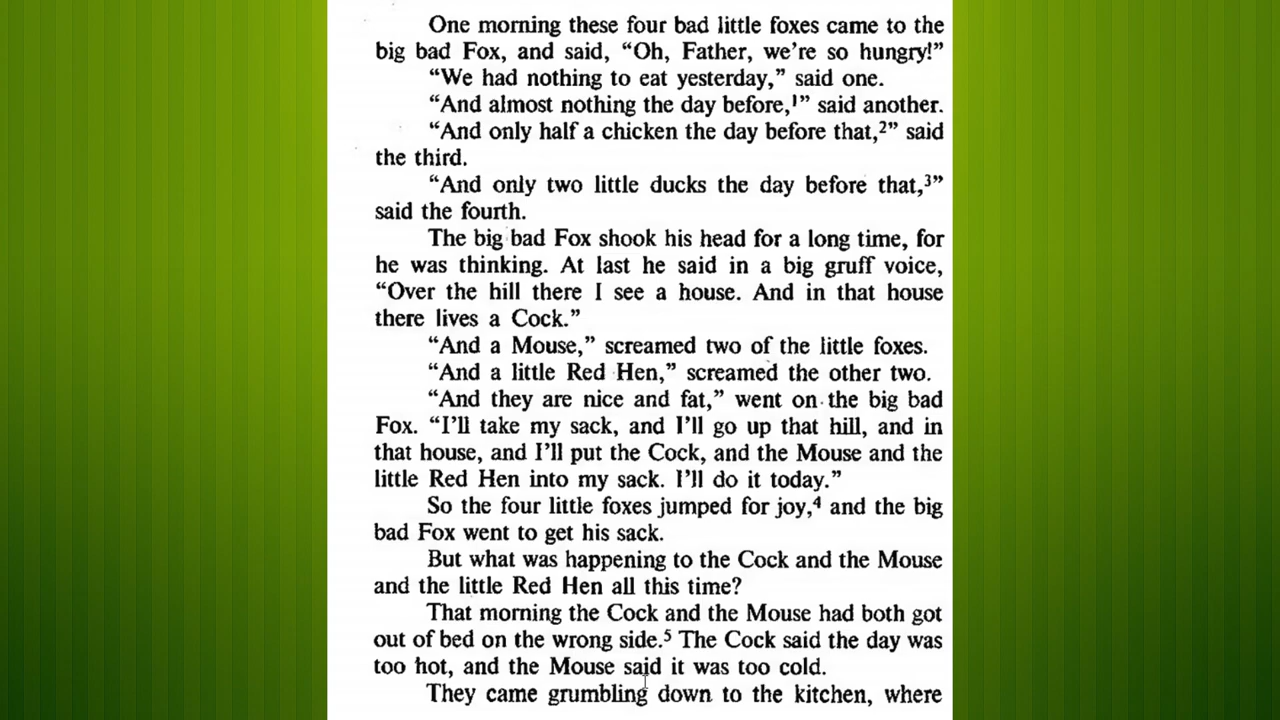 One morning these four bad little foxes came to the
big bad Fox, and said, “Oh, Father, we’re so hungry!”
“We had nothing to eat yesterday,” said one.
“And almost nothing the day before,¹” said another.
“And only half a chicken the day before that,²” said
the third.
“And only two little ducks the day before that,³”
said the fourth.
The big bad Fox shook his head for a long time, for
he was thinking. At last he said in a big gruff voice,
“Over the hill there I see a house. And in that house
there lives a Cock.”
“And a Mouse,” screamed two of the little foxes.
“And a little Red Hen,” screamed the other two.
“And they are nice and fat,” went on the big bad
Fox. “I’ll take my sack, and I’ll go up that hill, and in
that house, and I’ll put the Cock, and the Mouse and the
little Red Hen into my sack. I’ll do it today.”
So the four little foxes jumped for joy,⁴ and the big
bad Fox went to get his sack.
But what was happening to the Cock and the Mouse
and the little Red Hen all this time?
That morning the Cock and the Mouse had both got
out of bed on the wrong side.⁵ The Cock said the day was
too hot, and the Mouse said it was too cold.
They came grumbling down to the kitchen, where